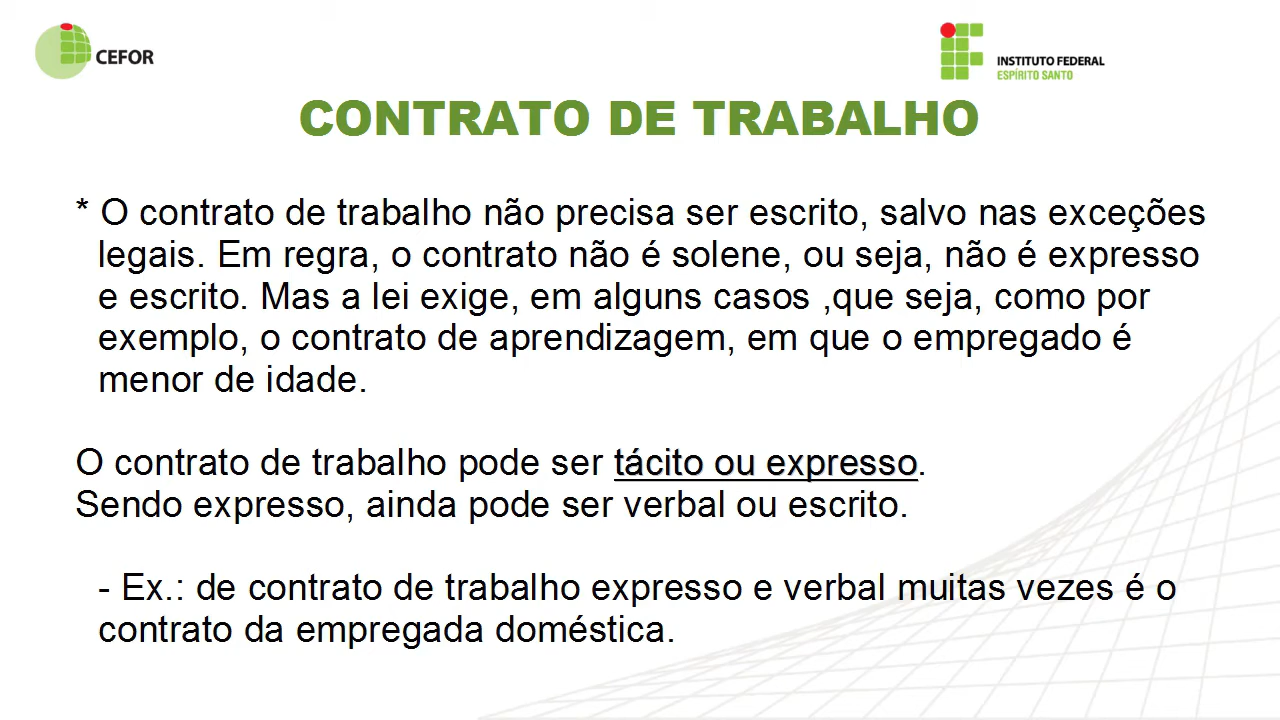 CEFOR
INSTITUTO FEDERAL
ESPÍRITO SANTO
CONTRATO DE TRABALHO
* O contrato de trabalho não precisa ser escrito, salvo nas exceções
legais. Em regra, o contrato não é solene, ou seja, não é expresso
e escrito. Mas a lei exige, em alguns casos ,que seja, como por
exemplo, o contrato de aprendizagem, em que o empregado é
menor de idade.
O contrato de trabalho pode ser tácito ou expresso.
Sendo expresso, ainda pode ser verbal ou escrito.
- Ex.: de contrato de trabalho expresso e verbal muitas vezes é o
contrato da empregada doméstica.